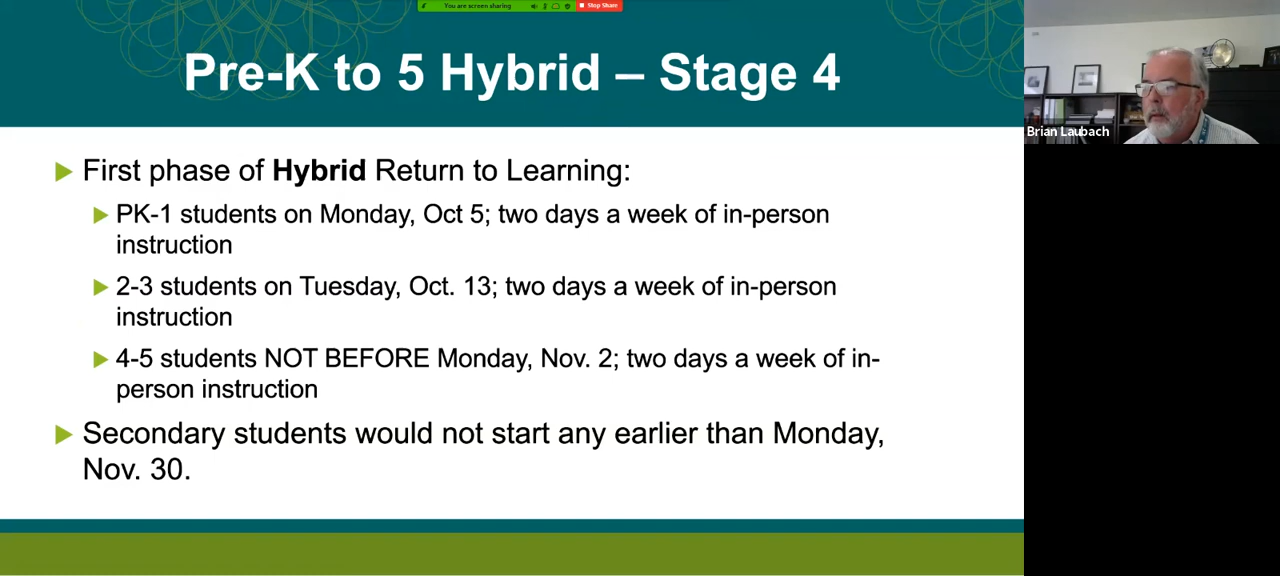 You are screen sharing
Stop Share
Pre-K to 5 Hybrid – Stage 4
First phase of Hybrid Return to Learning:
PK-1 students on Monday, Oct 5; two days a week of in-person
instruction
2-3 students on Tuesday, Oct. 13; two days a week of in-person
instruction
4-5 students NOT BEFORE Monday, Nov. 2; two days a week of in-
person instruction
Secondary students would not start any earlier than Monday,
Nov. 30.
Brian Laubach